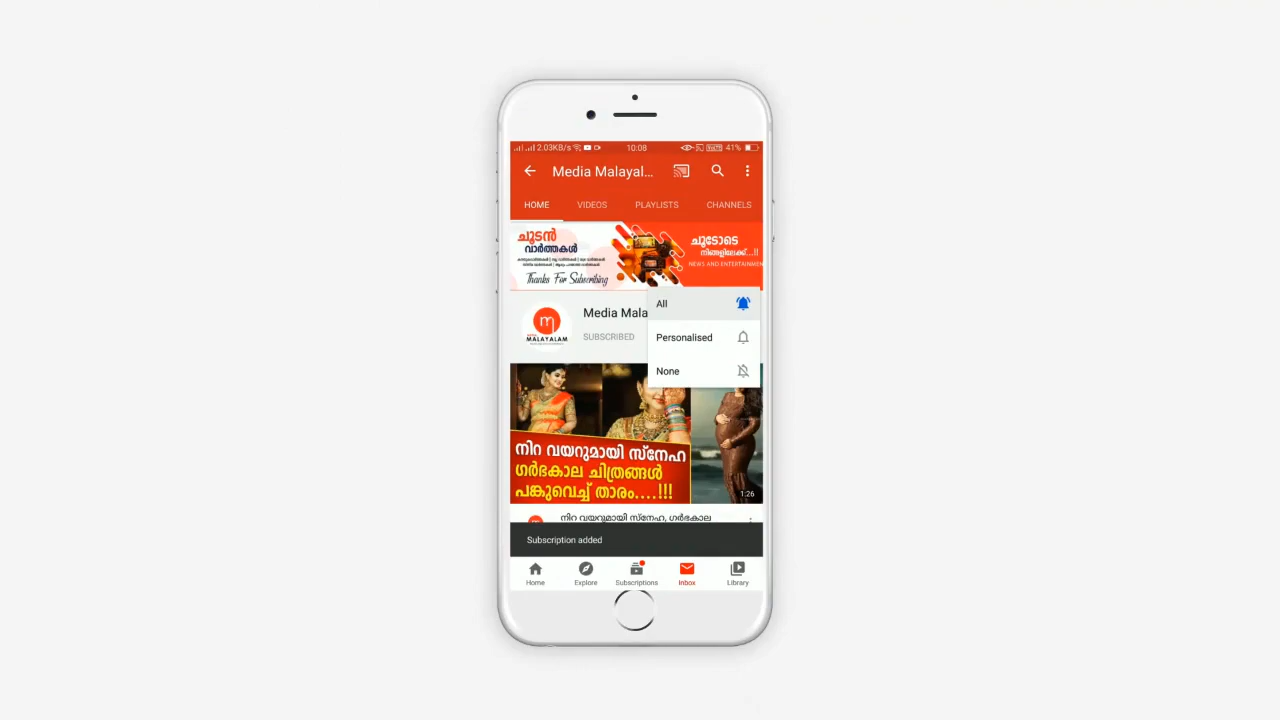 2.03KB/s
10:08
41%
Media Malayal...
HOME
VIDEOS
PLAYLISTS
CHANNELS
ചൂടൻ
വാർത്തകൾ
Thanks For Subscribing
ചൂടോടെ
നിങ്ങളിലേക്ക്...!!
NEWS AND ENTERTAINMEN
All
Media Mala
MALAYALAM
SUBSCRIBED
Personalised
None
നിറ വയറുമായി സ്നേഹ
ഗർഭകാല ചിത്രങ്ങൾ
പങ്കുവെച്ച് താരം....!!!
1:26
നിറ വയറുമായി സ്നേഹ, ഗർഭകാല
Subscription added
Home
Explore
Subscriptions
Inbox
Library